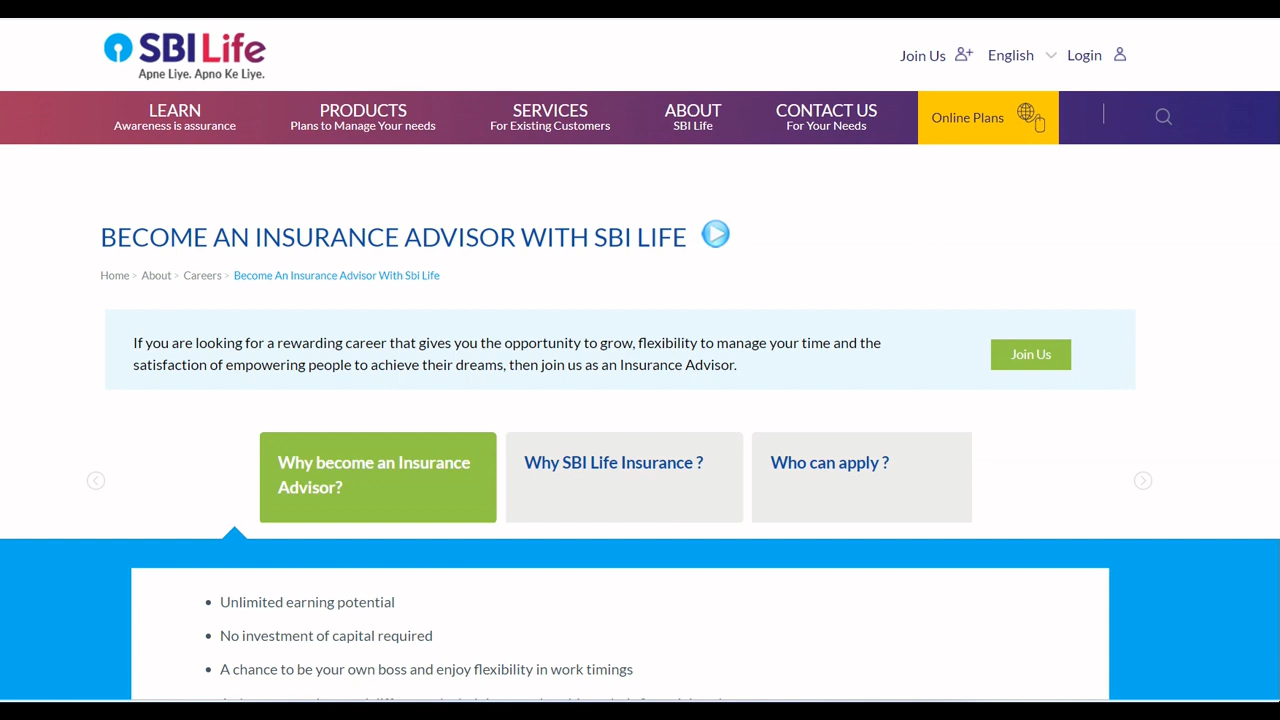 SBI Life
Apne Liye. Apno Ke Liye.
Join Us
English
Login
LEARN
Awareness is assurance
PRODUCTS
Plans to Manage Your needs
SERVICES
For Existing Customers
ABOUT
SBI Life
CONTACT US
For Your Needs
Online Plans
BECOME AN INSURANCE ADVISOR WITH SBI LIFE
Home > About > Careers > Become An Insurance Advisor With Sbi Life
If you are looking for a rewarding career that gives you the opportunity to grow, flexibility to manage your time and the
satisfaction of empowering people to achieve their dreams, then join us as an Insurance Advisor.
Join Us
Why become an Insurance
Advisor?
Why SBI Life Insurance ?
Who can apply ?
• Unlimited earning potential
• No investment of capital required
• A chance to be your own boss and enjoy flexibility in work timings